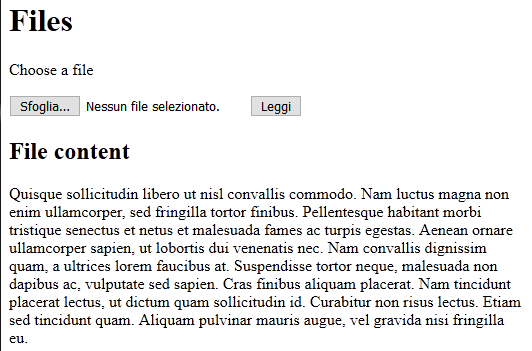 Files
Choose a file
Sfoglia... Nessun file selezionato. Leggi
File content
Quisque sollicitudin libero ut nisl convallis commodo. Nam luctus magna non
enim ullamcorper, sed fringilla tortor finibus. Pellentesque habitant morbi
tristique senectus et netus et malesuada fames ac turpis egestas. Aenean ornare
ullamcorper sapien, ut lobortis dui venenatis nec. Nam convallis dignissim
quam, a ultrices lorem faucibus at. Suspendisse tortor neque, malesuada non
dapibus ac, vulputate sed sapien. Cras finibus aliquam placerat. Nam tincidunt
placerat lectus, ut dictum quam sollicitudin id. Curabitur non risus lectus. Etiam
sed tincidunt quam. Aliquam pulvinar mauris augue, vel gravida nisi fringilla
eu.